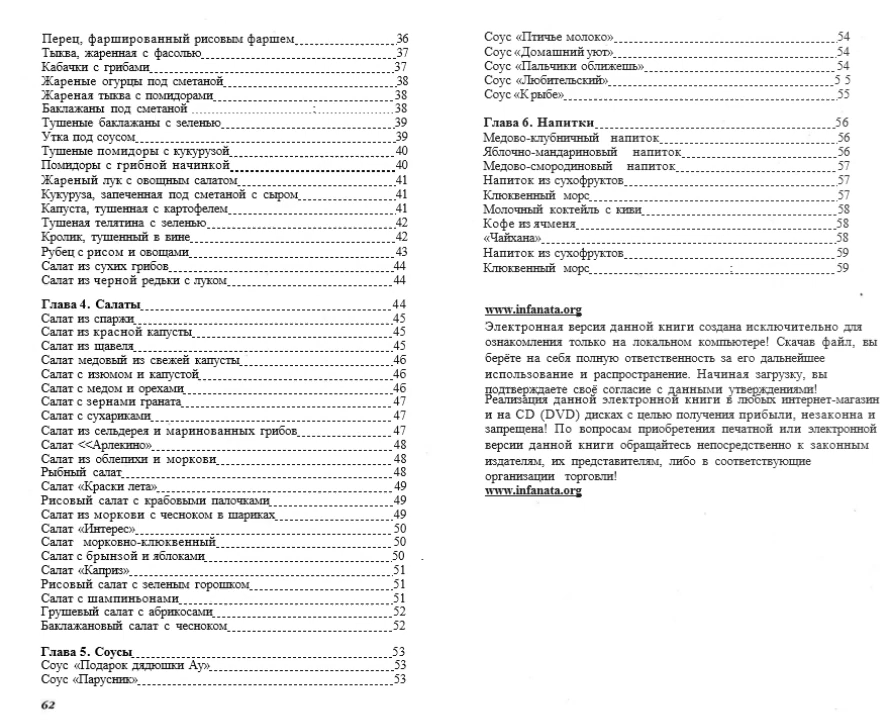 Перец, фаршированный рисовым фаршем 36
Тыква, жаренная с фасолью 37
Кабачки с грибами 37
Жареные огурцы под сметаной 38
Жареная тыква с помидорами 38
Баклажаны под сметаной 38
Тушеные баклажаны с зеленью 39
Утка под соусом 39
Тушеные помидоры с кукурузой 40
Помидоры с грибной начинкой 40
Жареный лук с овощным салатом 41
Кукуруза, запеченная под сметаной с сыром 41
Капуста, тушенная с картофелем 41
Тушеная телятина с зеленью 42
Кролик, тушенный в вине 42
Рубец с рисом и овощами 43
Салат из сухих грибов 44
Салат из черной редьки с луком 44
Глава 4. Салаты 44
Салат из спаржи 45
Салат из красной капусты 45
Салат из щавеля 45
Салат медовый из свежей капусты 46
Салат с изюмом и капустой 46
Салат с медом и орехами 46
Салат с зернами граната 47
Салат с сухариками 47
Салат из сельдерея и маринованных грибов 47
Салат <<Арлекино» 48
Салат из облепихи и моркови 48
Рыбный салат 48
Салат «Краски лета» 49
Рисовый салат с крабовыми палочками 49
Салат из моркови с чесноком в шариках 49
Салат «Интерес» 50
Салат морковно-клюквенный 50
Салат с брынзой и яблоками 50
Салат «Каприз» 51
Рисовый салат с зеленым горошком 51
Салат с шампиньонами 51
Грушевый салат с абрикосами 52
Баклажановый салат с чесноком 52
Глава 5. Соусы 53
Соус «Подарок дядюшки Ау» 53
Соус «Парусник» 53
62
Соус «Птичье молоко» 54
Соус «Домашний уют» 54
Соус «Пальчики оближешь» 54
Соус «Любительский» 5 5
Соус «К рыбе» 55
Глава 6. Напитки 56
Медово-клубничный напиток 56
Яблочно-мандариновый напиток 56
Медово-смородиновый напиток 57
Напиток из сухофруктов 57
Клюквенный морс 57
Молочный коктейль с киви 58
Кофе из ячменя 58
«Чайхана» 58
Напиток из сухофруктов 59
Клюквенный морс 59
www.infanata.org
Электронная версия данной книги создана исключительно для
ознакомления только на локальном компьютере! Скачав файл, вы
берёте на себя полную ответственность за его дальнейшее
использование и распространение. Начиная загрузку, вы
подтверждаете своё согласие с данными утверждениями!
Реализация данной электронной книги в любых интернет-магазин
и на CD (DVD) дисках с целью получения прибыли, незаконна и
запрещена! По вопросам приобретения печатной или электронной
версии данной книги обращайтесь непосредственно к законным
издателям, их представителям, либо в соответствующие
организации торговли!
www.infanata.org